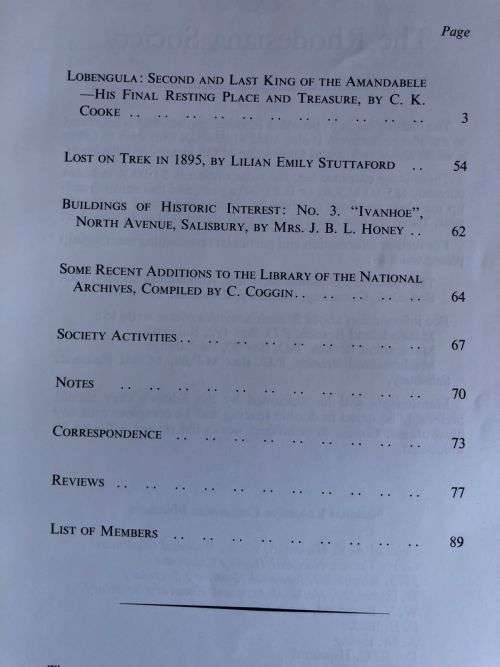 Page
LOBENGULA: SECOND AND LAST KING OF THE AMANDABELE
—HIS FINAL RESTING PLACE AND TREASURE, BY C. K.
COOKE .. .. .. .. .. .. .. .. .. .. .. 3
LOST ON TREK IN 1895, BY LILIAN EMILY STUTTAFORD .. 54
BUILDINGS OF HISTORIC INTEREST: NO. 3. "IVANHOE",
NORTH AVENUE, SALISBURY, BY MRS. J. B. L. HONEY .. 62
SOME RECENT ADDITIONS TO THE LIBRARY OF THE NATIONAL
ARCHIVES, COMPILED BY C. COGGIN .. .. .. .. .. 64
SOCIETY ACTIVITIES .. .. .. .. .. .. .. .. .. 67
NOTES .. .. .. .. .. .. .. .. .. .. .. 70
CORRESPONDENCE .. .. .. .. .. .. .. .. .. 73
REVIEWS .. .. .. .. .. .. .. .. .. .. .. 77
LIST OF MEMBERS .. .. .. .. .. .. .. .. .. 89